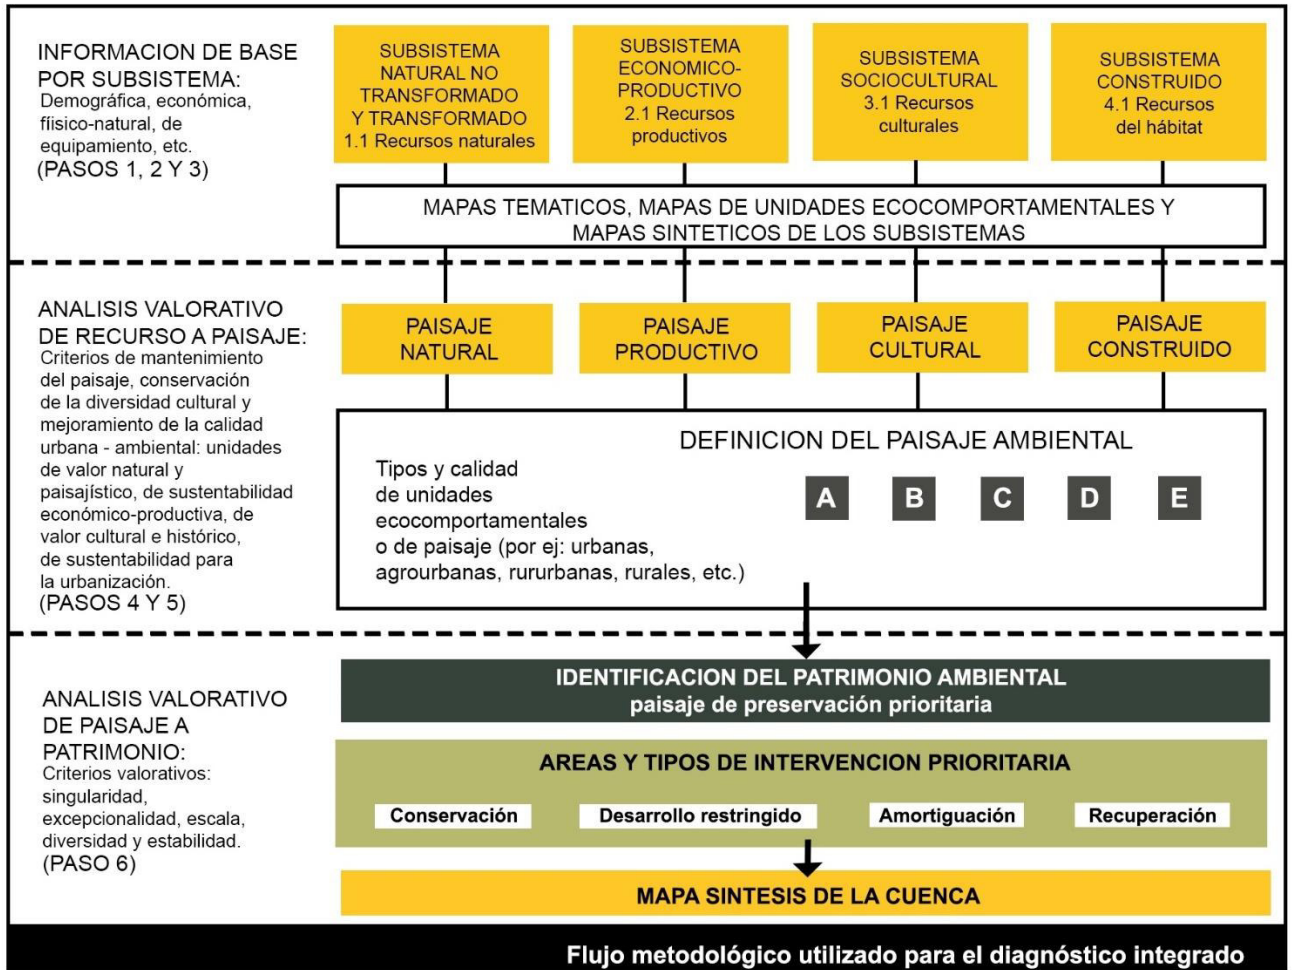 INFORMACION DE BASE
POR SUBSISTEMA:
Demográfica, económica,
físico-natural, de
equipamiento, etc.
(PASOS 1, 2 Y 3)
SUBSISTEMA
NATURAL NO
TRANSFORMADO
Y TRANSFORMADO
1.1 Recursos naturales
SUBSISTEMA
ECONOMICO-
PRODUCTIVO
2.1 Recursos
productivos
SUBSISTEMA
SOCIOCULTURAL
3.1 Recursos
culturales
SUBSISTEMA
CONSTRUIDO
4.1 Recursos
del hábitat
MAPAS TEMATICOS, MAPAS DE UNIDADES ECOCOMPORTAMENTALES Y
MAPAS SINTETICOS DE LOS SUBSISTEMAS
ANALISIS VALORATIVO
DE RECURSO A PAISAJE:
Criterios de mantenimiento
del paisaje, conservación
de la diversidad cultural y
mejoramiento de la calidad
urbana - ambiental: unidades
de valor natural y
paisajístico, de sustentabilidad
económico-productiva, de
valor cultural e histórico,
de sustentabilidad para
la urbanización.
(PASOS 4 Y 5)
PAISAJE
NATURAL
PAISAJE
PRODUCTIVO
PAISAJE
CULTURAL
PAISAJE
CONSTRUIDO
DEFINICION DEL PAISAJE AMBIENTAL
Tipos y calidad
de unidades
ecocomportamentales
o de paisaje (por ej: urbanas,
agrourbanas, rururbanas, rurales, etc.)
A B C D E
ANALISIS VALORATIVO
DE PAISAJE A
PATRIMONIO:
Criterios valorativos:
singularidad,
excepcionalidad, escala,
diversidad y estabilidad.
(PASO 6)
IDENTIFICACION DEL PATRIMONIO AMBIENTAL
paisaje de preservación prioritaria
AREAS Y TIPOS DE INTERVENCION PRIORITARIA
Conservación Desarrollo restringido Amortiguación Recuperación
MAPA SINTESIS DE LA CUENCA
Flujo metodológico utilizado para el diagnóstico integrado